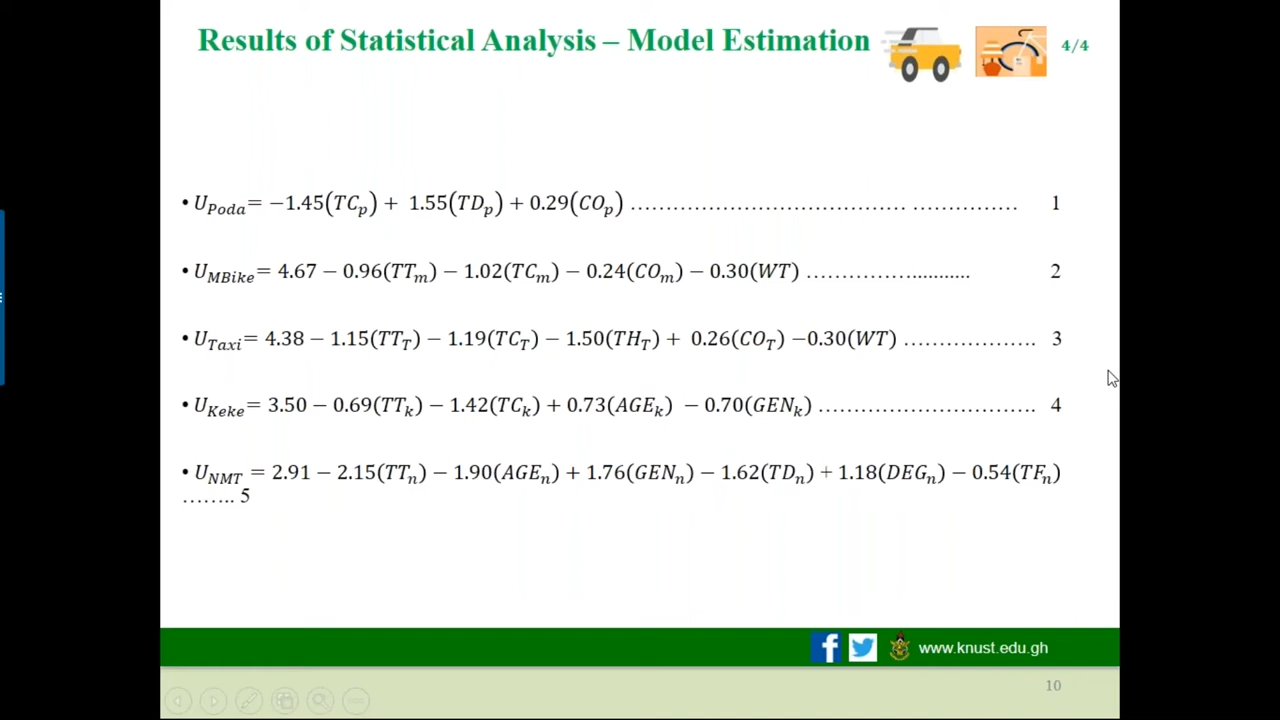 Results of Statistical Analysis – Model Estimation
4/4
• U_Poda= −1.45(TC_p) + 1.55(TD_p) + 0.29(CO_p) …………………………………… …………… 1
• U_MBike= 4.67 − 0.96(TT_m) − 1.02(TC_m) − 0.24(CO_m) − 0.30(WT) ……………........... 2
• U_Taxi= 4.38 − 1.15(TT_T) − 1.19(TC_T) − 1.50(TH_T) + 0.26(CO_T) −0.30(WT) ………………. 3
• U_Keke= 3.50 − 0.69(TT_k) − 1.42(TC_k) + 0.73(AGE_k) − 0.70(GEN_k) …………………………. 4
• U_NMT = 2.91 − 2.15(TT_n) − 1.90(AGE_n) + 1.76(GEN_n) − 1.62(TD_n) + 1.18(DEG_n) − 0.54(TF_n)
…….. 5
www.knust.edu.gh
10